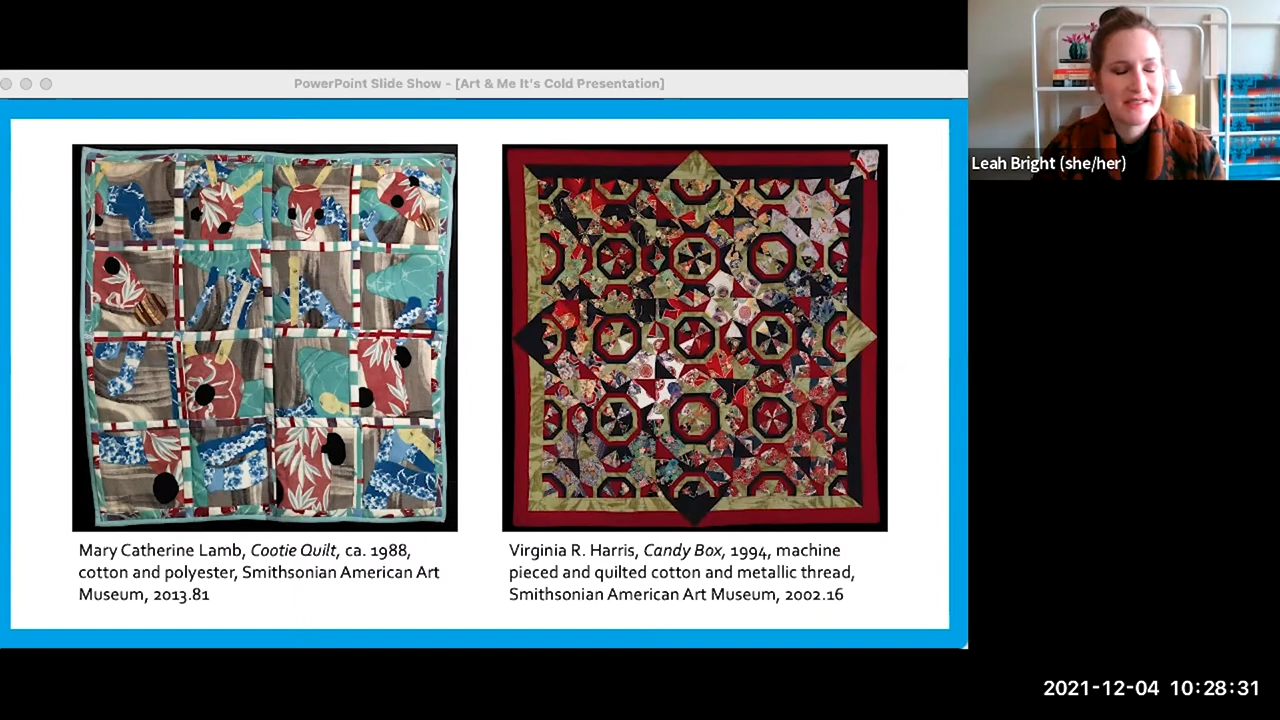 PowerPoint Slide Show - [Art & Me It's Cold Presentation]
Leah Bright (she/her)
Mary Catherine Lamb, Cootie Quilt, ca. 1988,
cotton and polyester, Smithsonian American Art
Museum, 2013.81
Virginia R. Harris, Candy Box, 1994, machine
pieced and quilted cotton and metallic thread,
Smithsonian American Art Museum, 2002.16
2021-12-04 10:28:31